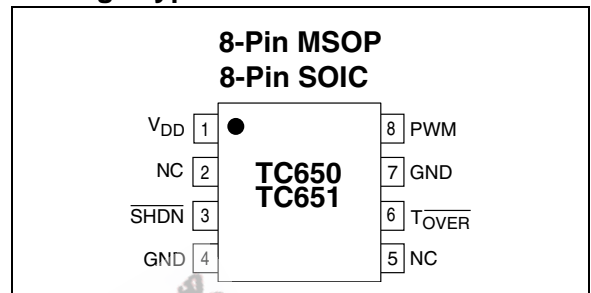 8-Pin MSOP
8-Pin SOIC
VDD 1 8 PWM
NC 2 TC650 7 GND
TC651
SHDN 3 6 TOVER
GND 4 5 NC